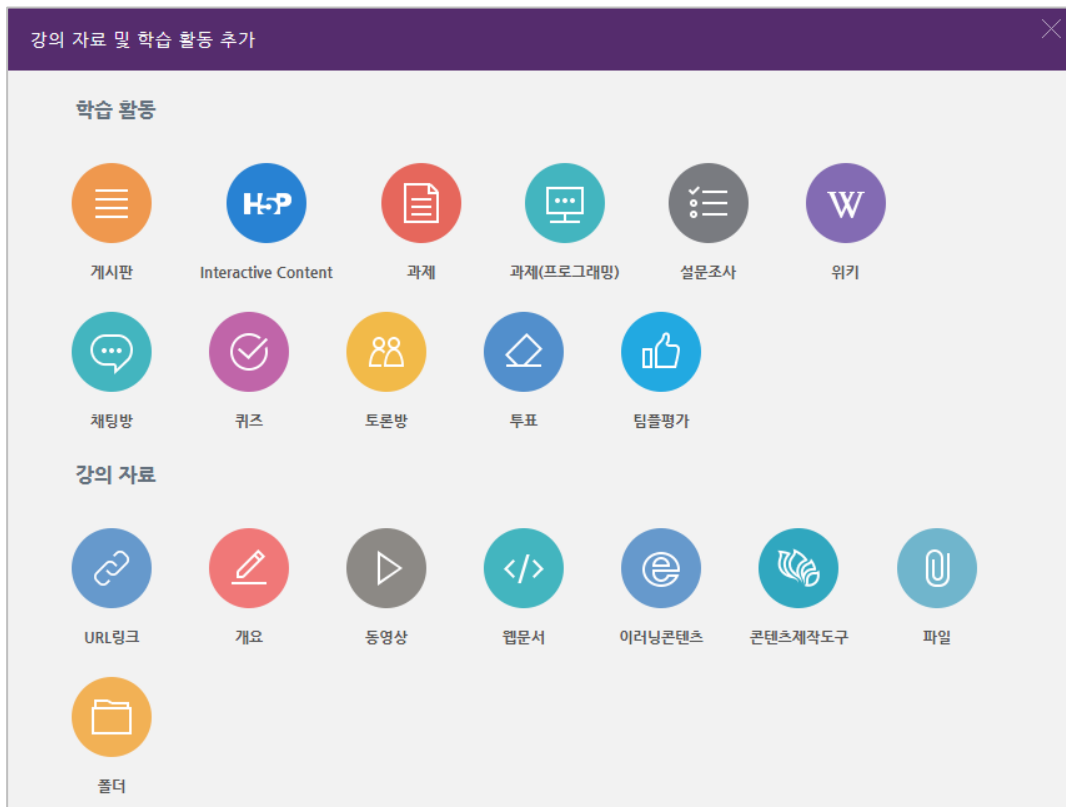 강의 자료 및 학습 활동 추가
학습 활동
H5P
W
게시판 Interactive Content 과제 과제(프로그래밍) 설문조사 위키
채팅방 퀴즈 토론방 투표 팀플평가
강의 자료
</>
e
URL링크 개요 동영상 웹문서 이러닝콘텐츠 콘텐츠제작도구 파일
폴더